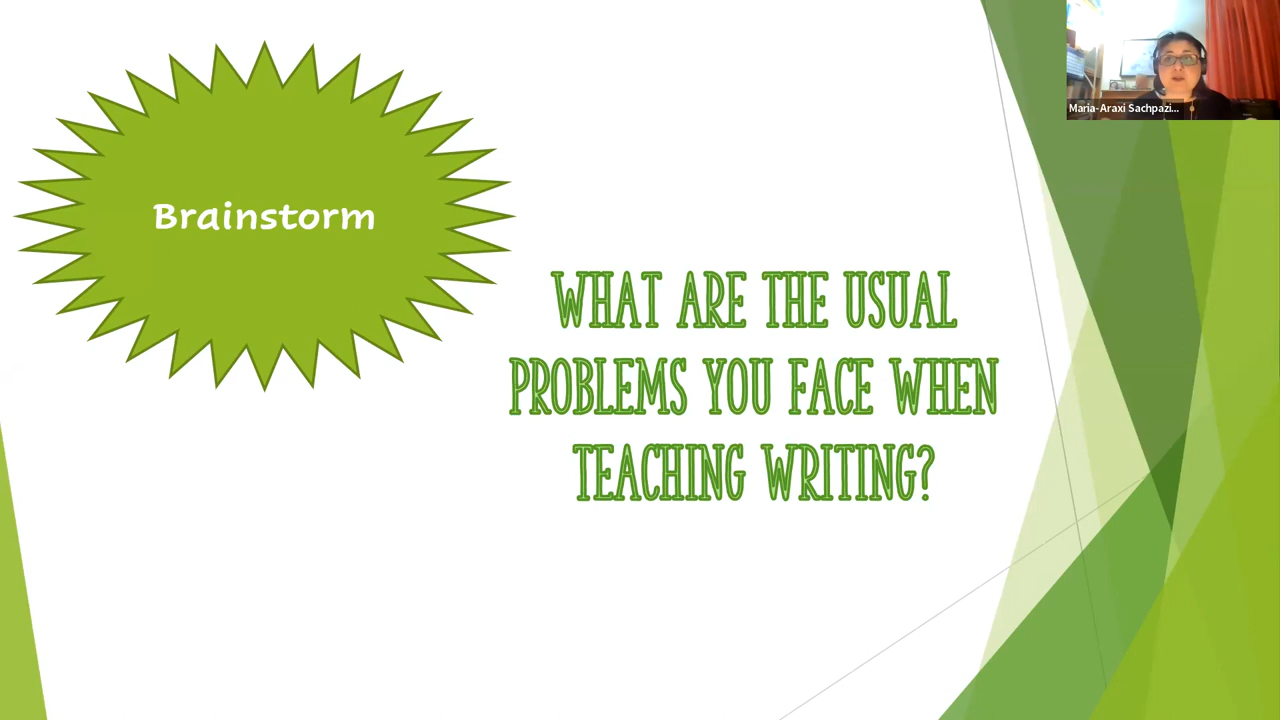 Brainstorm
WHAT ARE THE USUAL
PROBLEMS YOU FACE WHEN
TEACHING WRITING?
Maria-Araxi Sachpazi...